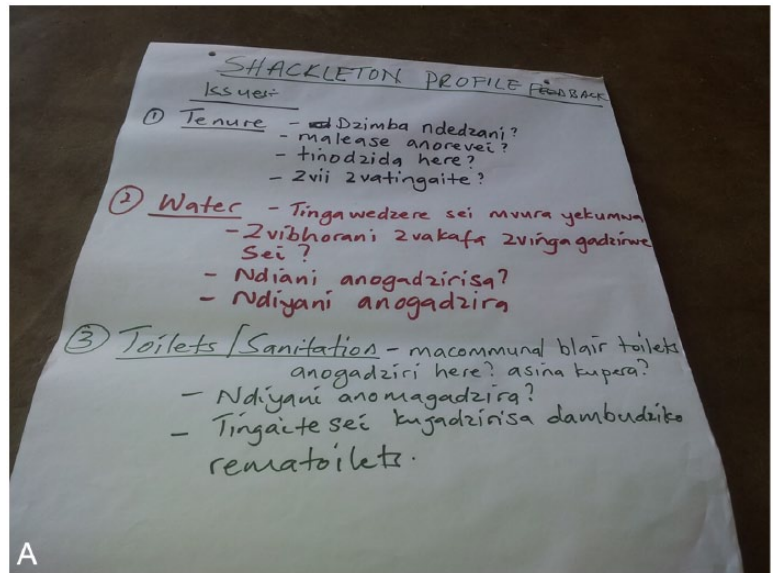 SHACKLETON PROFILE FEEDBACK
Issues:-
① Tenure - Dzimba ndedzani?
- malease anorevei?
- tinodzida here?
- Zvii zvatingaite?
② Water - Tingawedzere sei mvura yekumwa
- Zvibhorani zvakafa zvingagadzirwe
sei?
- Ndiani anogadzirisa?
- Ndiyani anogadzira
③ Toilets/Sanitation - macommunal blair toilets
anogadziri here? asina kupera?
- Ndiyani anomagadzira?
- Tingaite sei kugadzirisa dambudziko
rematoilets.
A